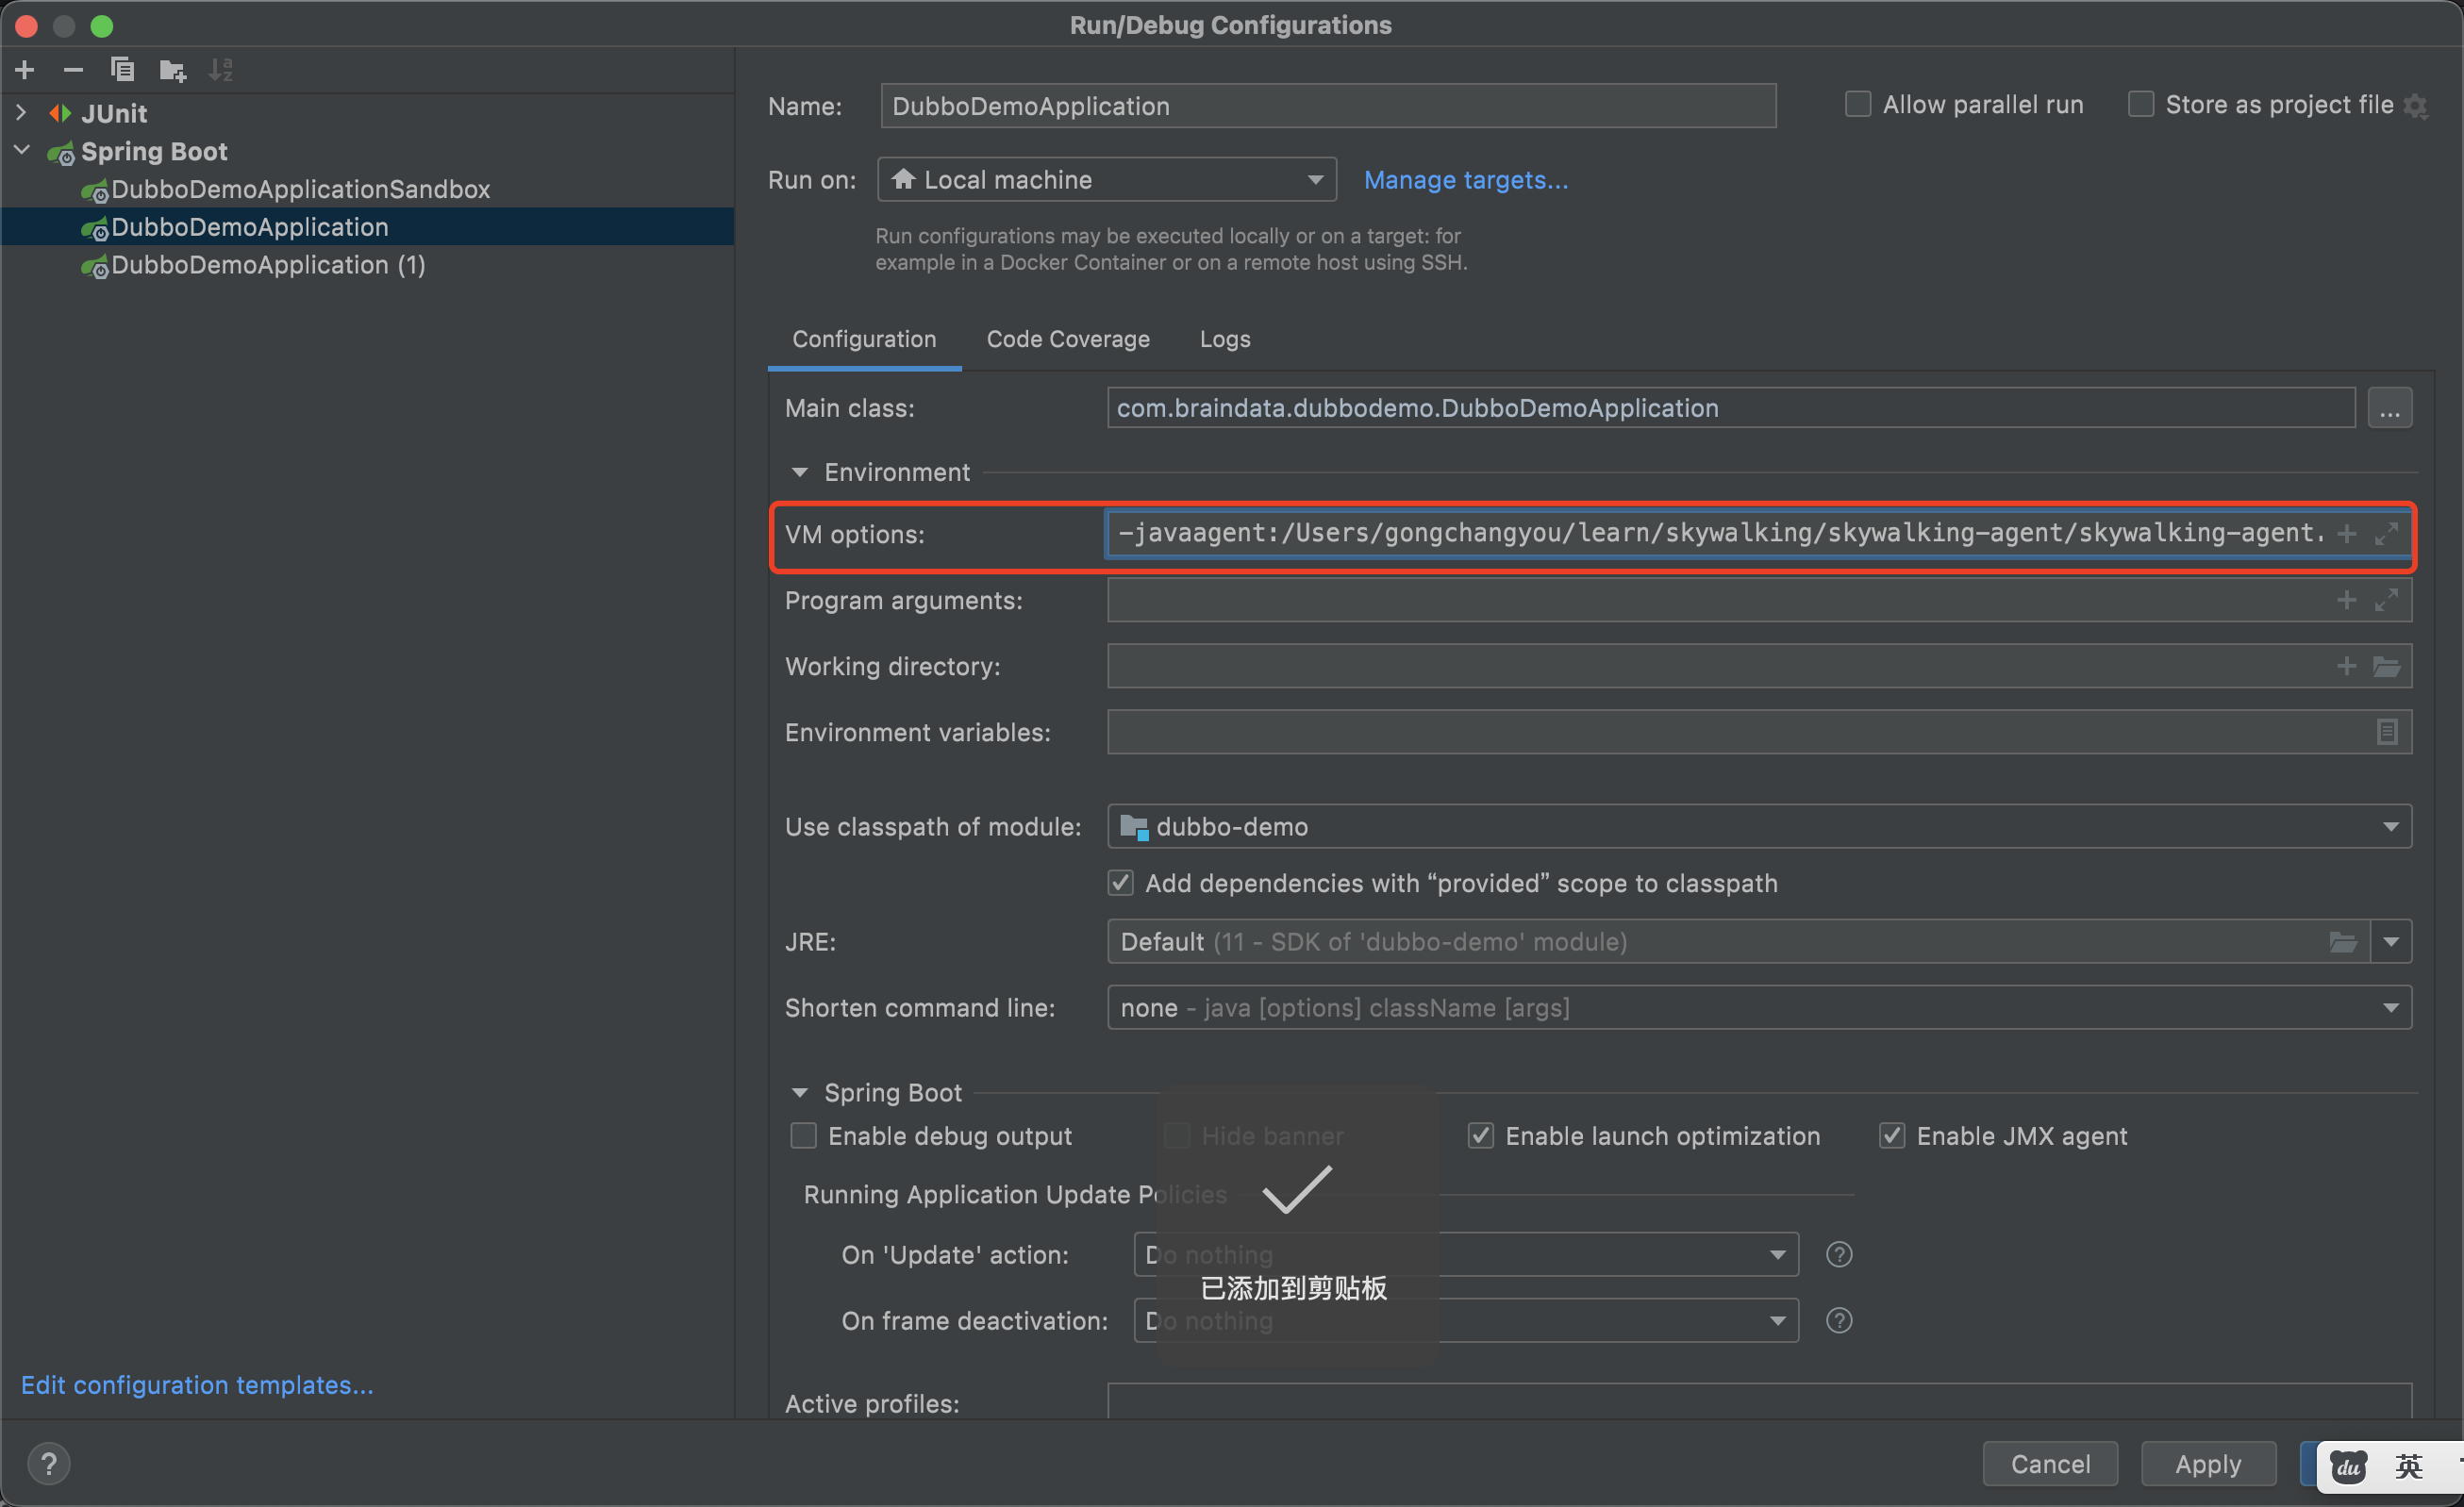 Run/Debug Configurations
JUnit
Spring Boot
DubboDemoApplicationSandbox
DubboDemoApplication
DubboDemoApplication (1)
Edit configuration templates...
Name: DubboDemoApplication
Allow parallel run
Store as project file
Run on: Local machine
Manage targets...
Run configurations may be executed locally or on a target: for
example in a Docker Container or on a remote host using SSH.
Configuration Code Coverage Logs
Main class: com.braindata.dubbodemo.DubboDemoApplication ...
Environment
VM options: -javaagent:/Users/gongchangyou/learn/skywalking/skywalking-agent/skywalking-agent.
Program arguments:
Working directory:
Environment variables:
Use classpath of module: dubbo-demo
Add dependencies with “provided” scope to classpath
JRE: Default (11 - SDK of 'dubbo-demo' module)
Shorten command line: none - java [options] className [args]
Spring Boot
Enable debug output Hide banner Enable launch optimization Enable JMX agent
Running Application Update Policies
On 'Update' action: Do nothing ?
已添加到剪贴板
On frame deactivation: Do nothing ?
Active profiles:
? Cancel Apply
du 英